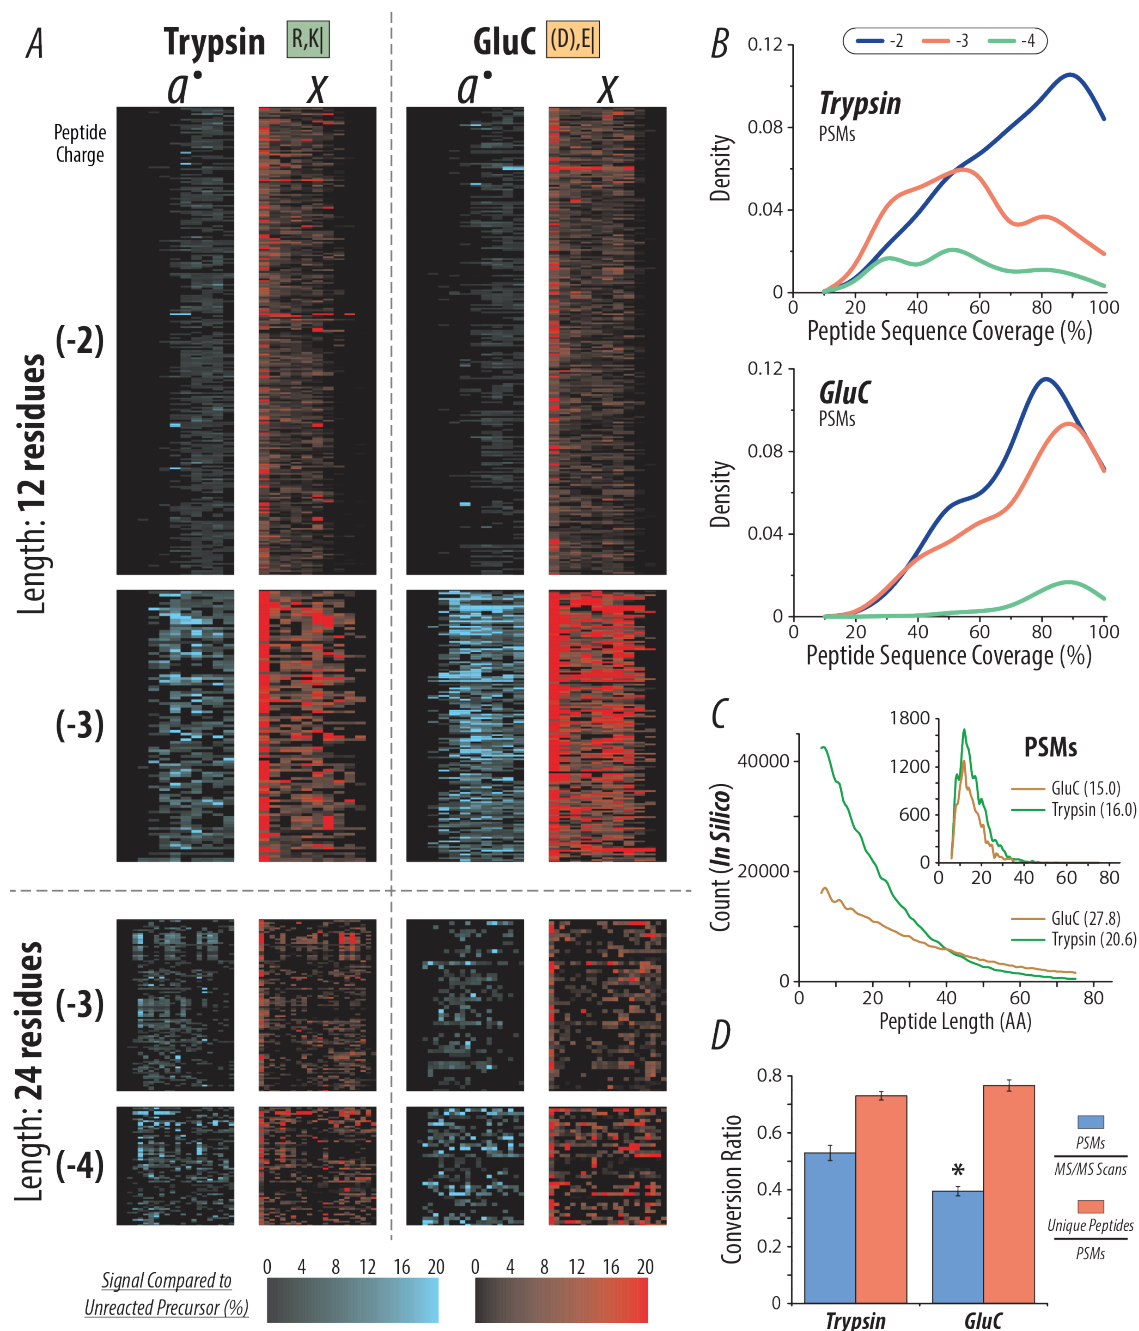 A
Trypsin
R,K|
GluC
(D),E|
a• x a• x
Peptide
Charge
Length: 12 residues
(-2)
(-3)
Length: 24 residues
(-3)
(-4)
Signal Compared to
Unreacted Precursor (%)
0 4 8 12 16 20
0 4 8 12 16 20
B
-2 -3 -4
Trypsin
PSMs
Density
0.12
0.08
0.04
0
0 20 40 60 80 100
Peptide Sequence Coverage (%)
GluC
PSMs
Density
0.12
0.08
0.04
0
0 20 40 60 80 100
Peptide Sequence Coverage (%)
C
Count (In Silico)
40000
20000
0
0 20 40 60 80
Peptide Length (AA)
PSMs
1800
1200
600
0
0 20 40 60 80
GluC (15.0)
Trypsin (16.0)
GluC (27.8)
Trypsin (20.6)
D
Conversion Ratio
0.8
0.6
0.4
0.2
0
*
Trypsin GluC
PSMs
MS/MS Scans
Unique Peptides
PSMs